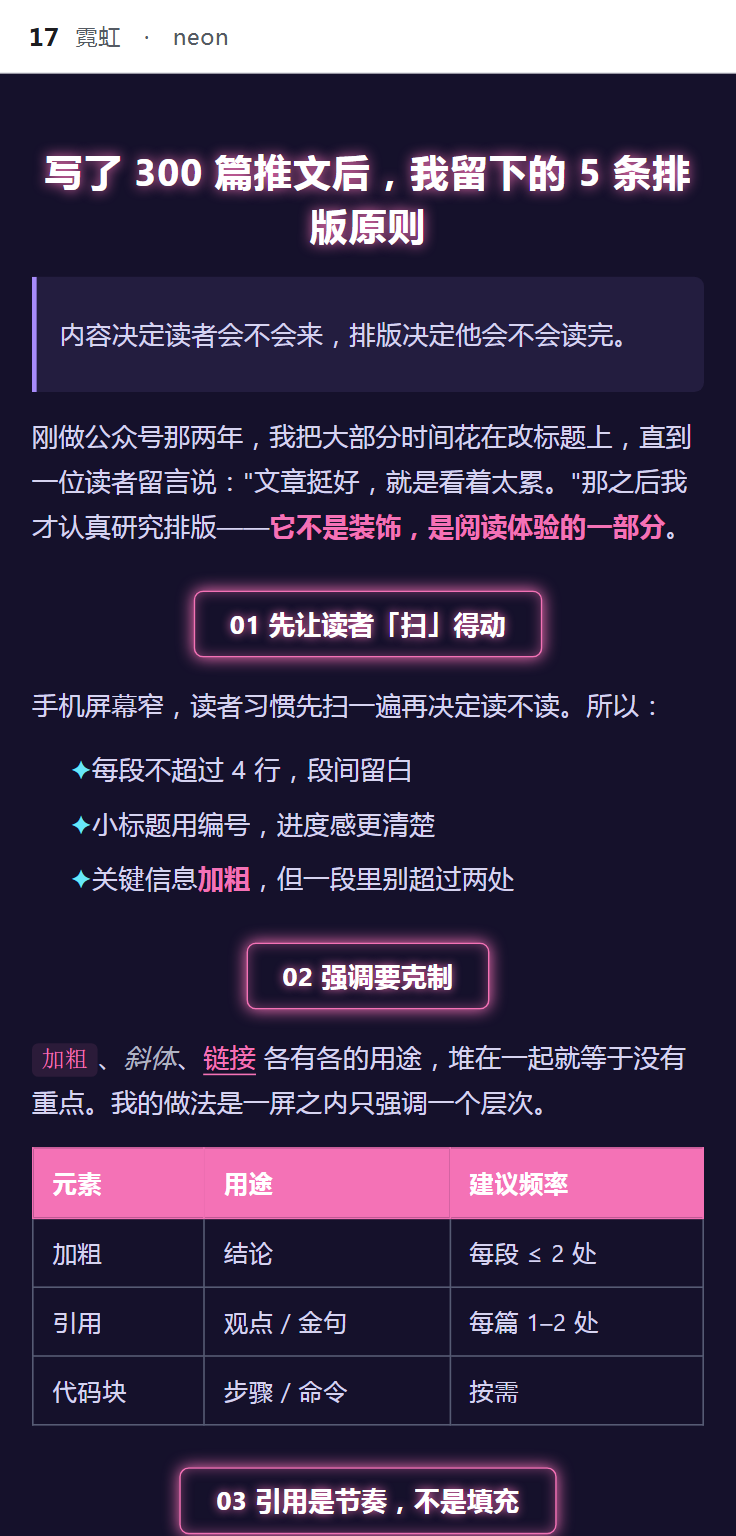 17 霓虹 · neon
写了 300 篇推文后，我留下的 5 条排
版原则
内容决定读者会不会来，排版决定他会不会读完。
刚做公众号那两年，我把大部分时间花在改标题上，直到
一位读者留言说："文章挺好，就是看着太累。"那之后我
才认真研究排版——它不是装饰，是阅读体验的一部分。
01 先让读者「扫」得动
手机屏幕窄，读者习惯先扫一遍再决定读不读。所以：
✦每段不超过 4 行，段间留白
✦小标题用编号，进度感更清楚
✦关键信息加粗，但一段里别超过两处
02 强调要克制
加粗、斜体、链接 各有各的用途，堆在一起就等于没有
重点。我的做法是一屏之内只强调一个层次。
元素 用途 建议频率
加粗 结论 每段 ≤ 2 处
引用 观点 / 金句 每篇 1–2 处
代码块 步骤 / 命令 按需
03 引用是节奏，不是填充